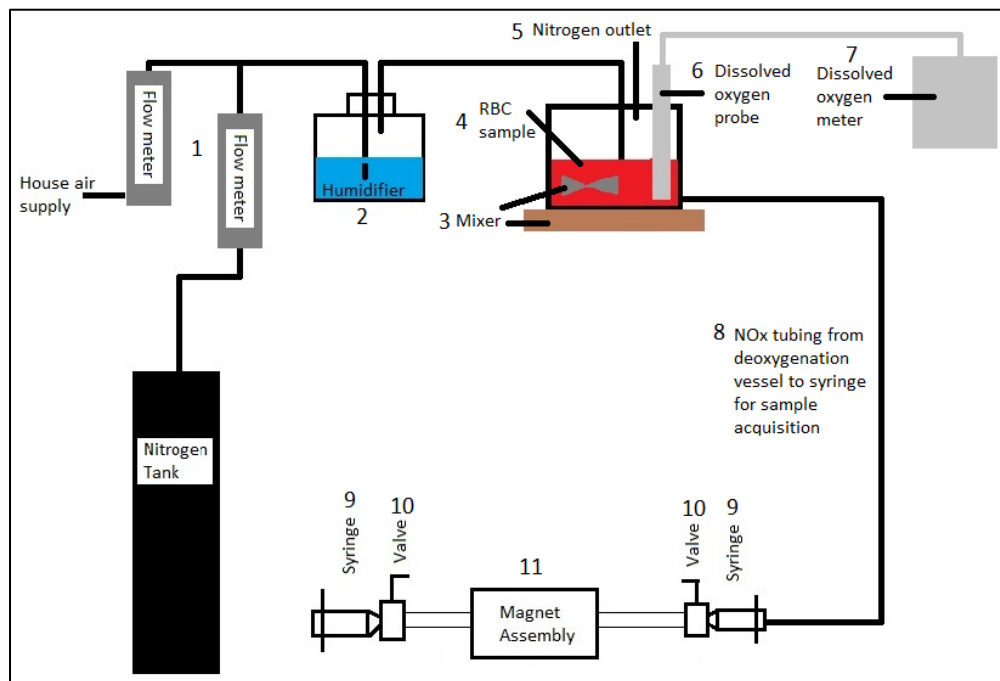 Flow meter
House air
supply
1
Flow meter
Nitrogen
Tank
Humidifier
2
5 Nitrogen outlet
4 RBC
sample
3 Mixer
6 Dissolved
oxygen
probe
7
Dissolved
oxygen
meter
8 NOx tubing from
deoxygenation
vessel to syringe
for sample
acquisition
9
Syringe
10
Valve
11
Magnet
Assembly
10
Valve
9
Syringe